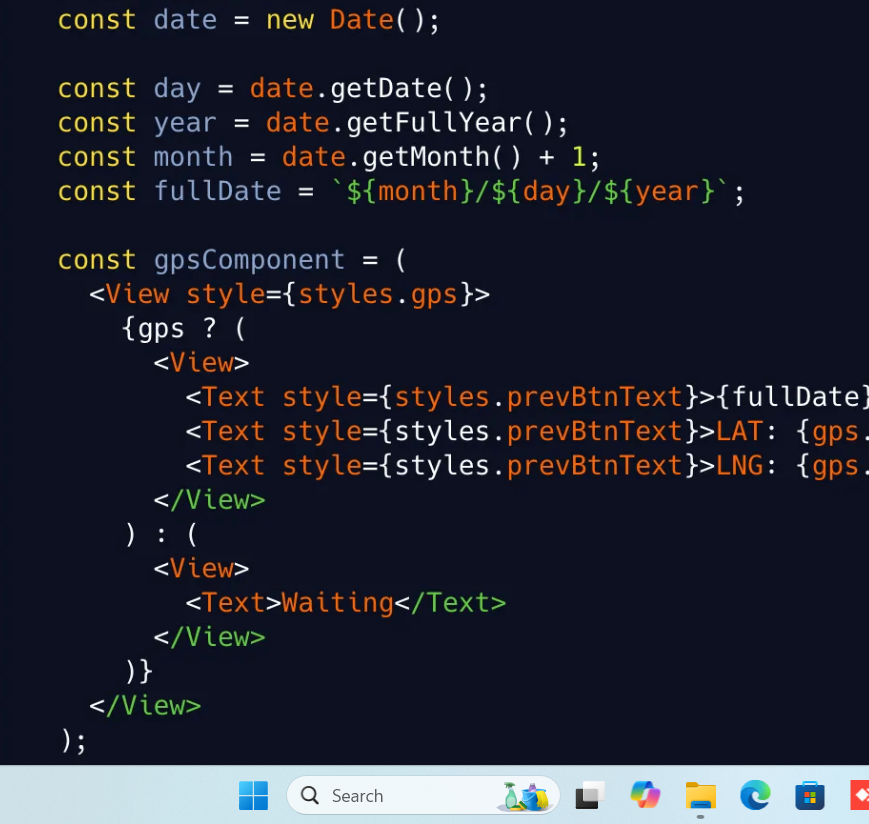 const date = new Date();
const day = date.getDate();
const year = date.getFullYear();
const month = date.getMonth() + 1;
const fullDate = `${month}/${day}/${year}`;
const gpsComponent = (
<View style={styles.gps}>
{gps ? (
<View>
<Text style={styles.prevBtnText}>{fullDate}
<Text style={styles.prevBtnText}>LAT: {gps.
<Text style={styles.prevBtnText}>LNG: {gps.
</View>
) : (
<View>
<Text>Waiting</Text>
</View>
)}
</View>
);
Search